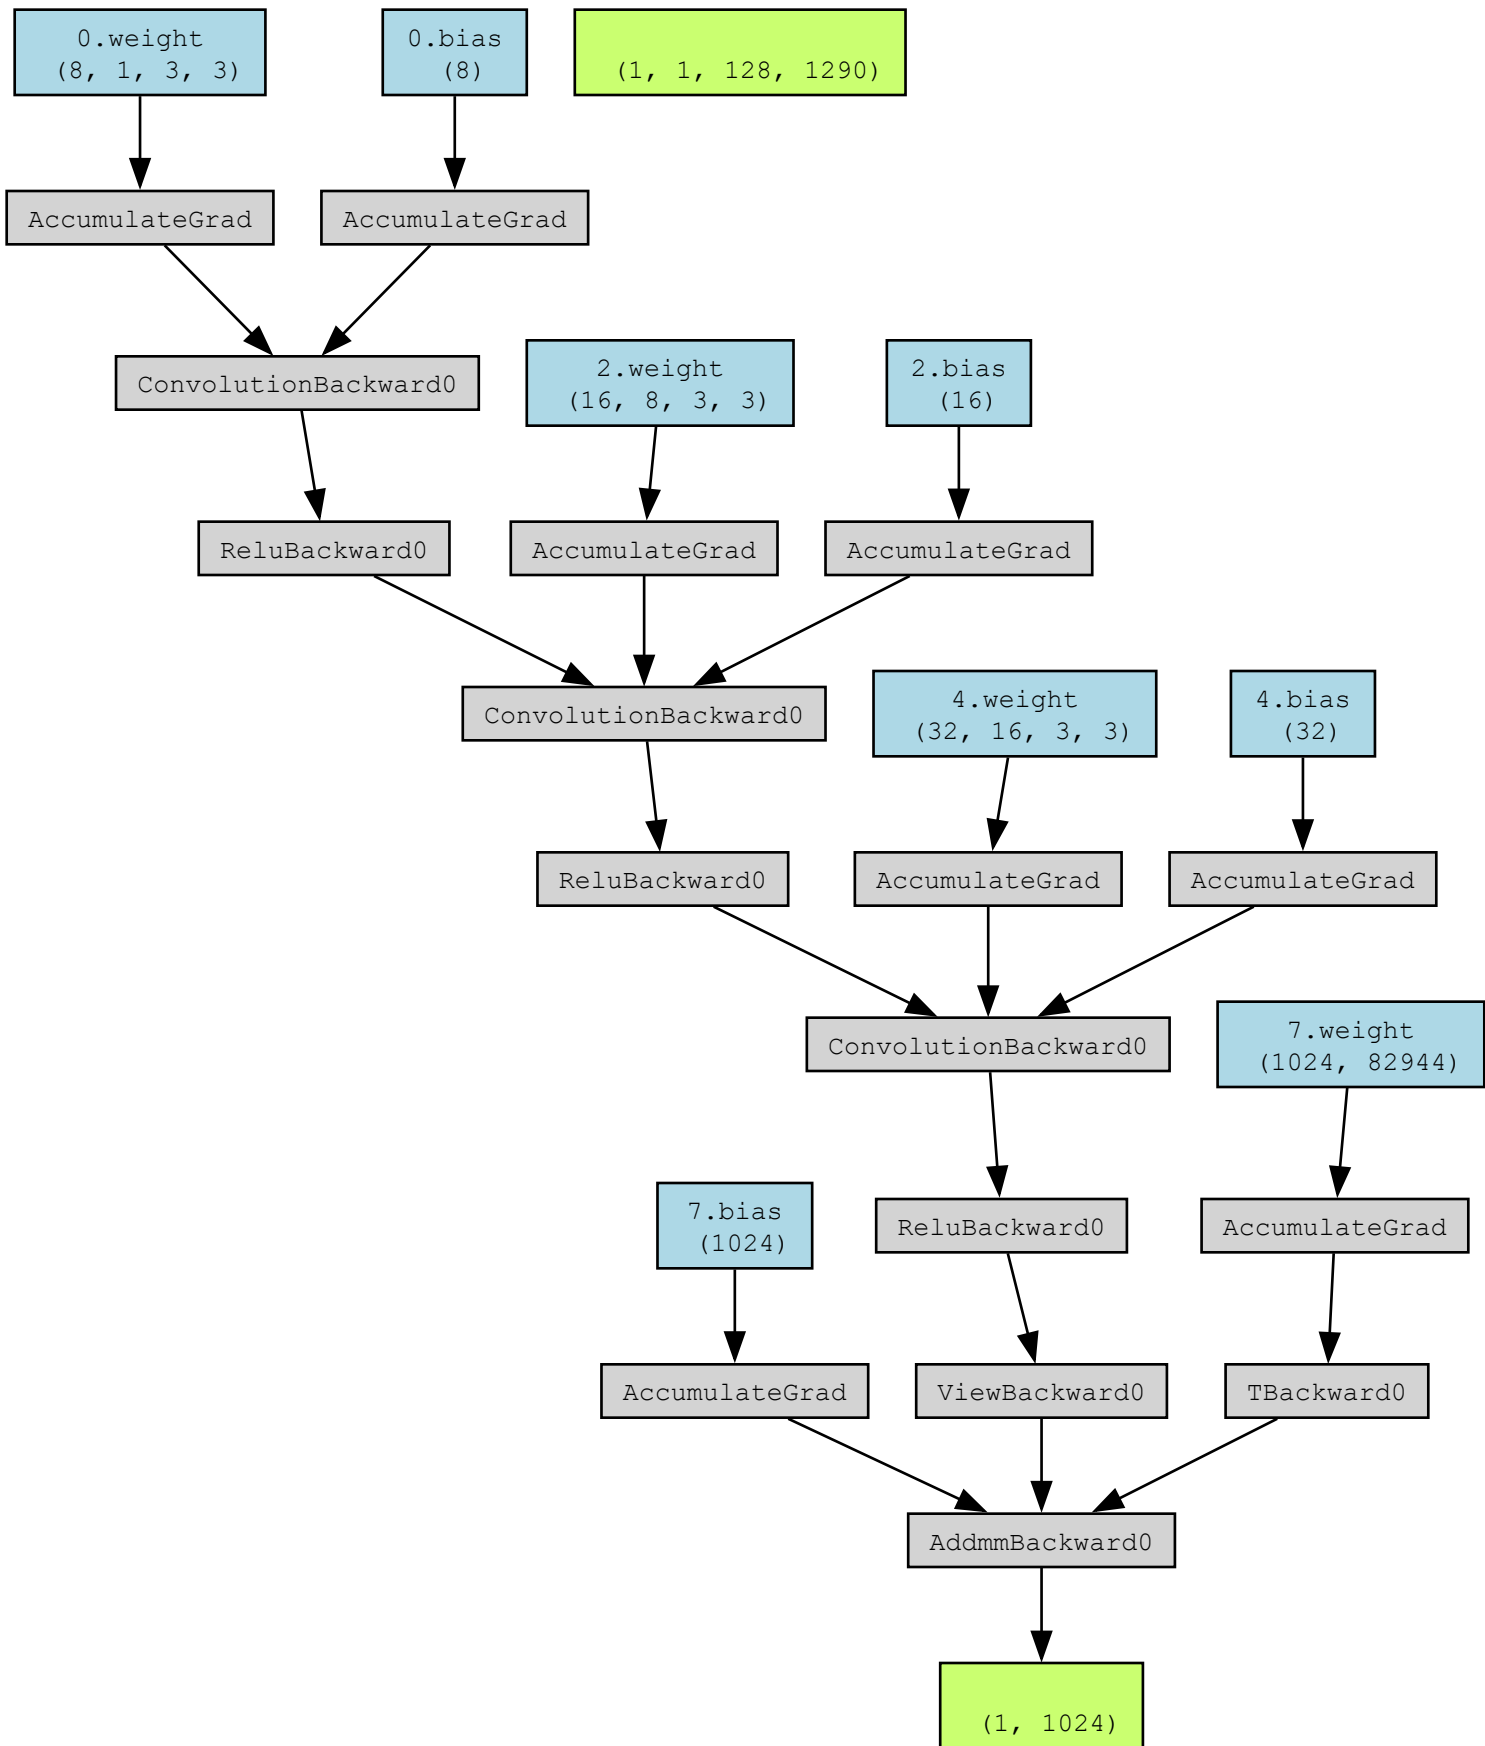 0.weight
(8, 1, 3, 3)
0.bias
(8)
(1, 1, 128, 1290)
AccumulateGrad
AccumulateGrad
ConvolutionBackward0
2.weight
(16, 8, 3, 3)
2.bias
(16)
ReluBackward0
AccumulateGrad
AccumulateGrad
ConvolutionBackward0
4.weight
(32, 16, 3, 3)
4.bias
(32)
ReluBackward0
AccumulateGrad
AccumulateGrad
ConvolutionBackward0
7.weight
(1024, 82944)
7.bias
(1024)
ReluBackward0
AccumulateGrad
AccumulateGrad
ViewBackward0
TBackward0
AddmmBackward0
(1, 1024)